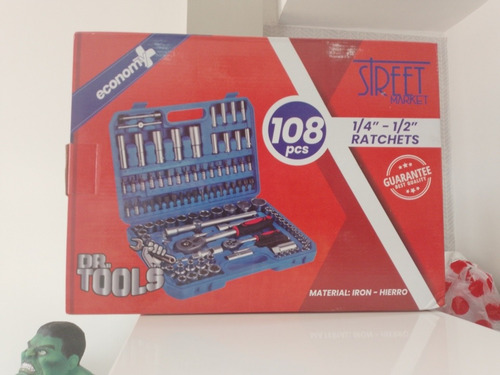 econom+
STREET
MARKET
108
pcs
1/4” - 1/2”
RATCHETS
GUARANTEE
BEST QUALITY
DR.
TOOLS
MATERIAL: IRON - HIERRO